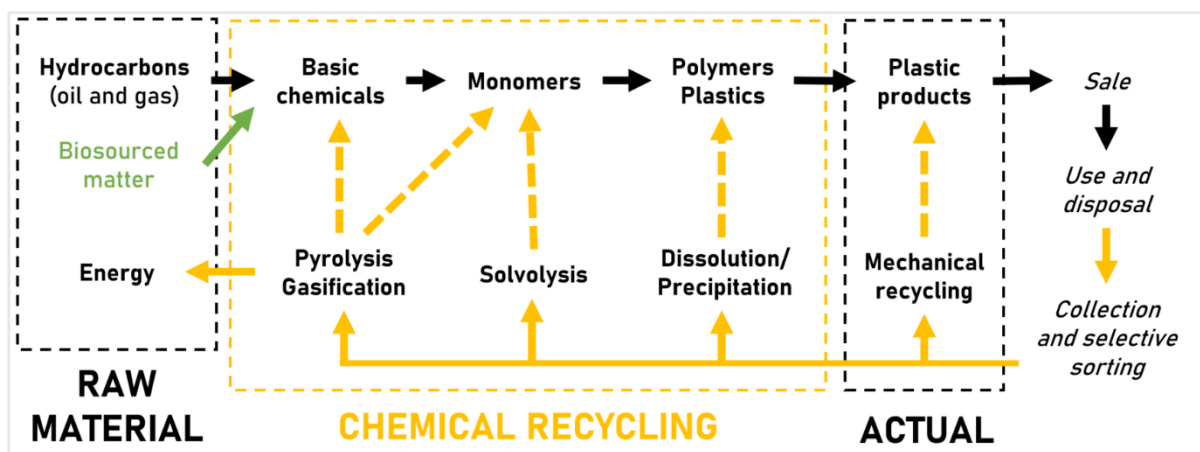 Hydrocarbons
(oil and gas)
Basic
chemicals
Monomers
Polymers
Plastics
Plastic
products
Sale
Biosourced
matter
Use and
disposal
Energy
Pyrolysis
Gasification
Solvolysis
Dissolution/
Precipitation
Mechanical
recycling
Collection
and selective
sorting
RAW
MATERIAL
CHEMICAL RECYCLING
ACTUAL